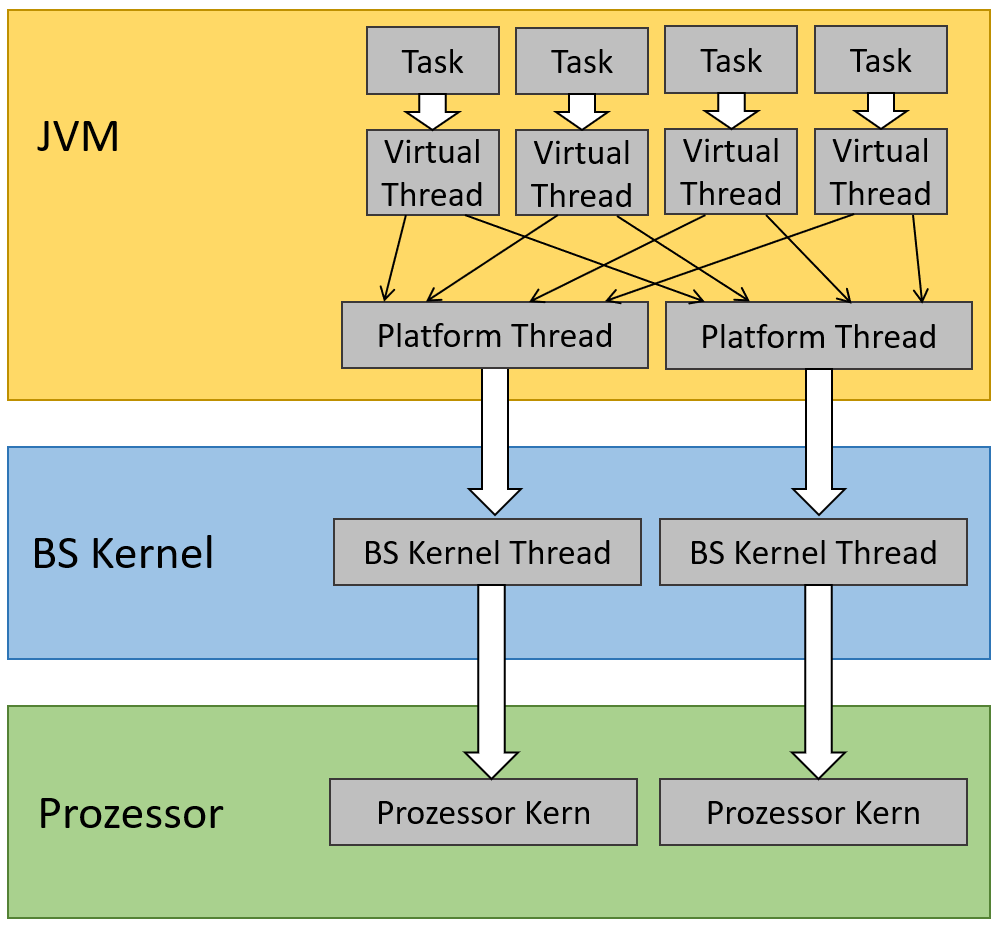 Task
Task
Task
Task
JVM
Virtual
Thread
Virtual
Thread
Virtual
Thread
Virtual
Thread
Platform Thread
Platform Thread
BS Kernel
BS Kernel Thread
BS Kernel Thread
Prozessor
Prozessor Kern
Prozessor Kern